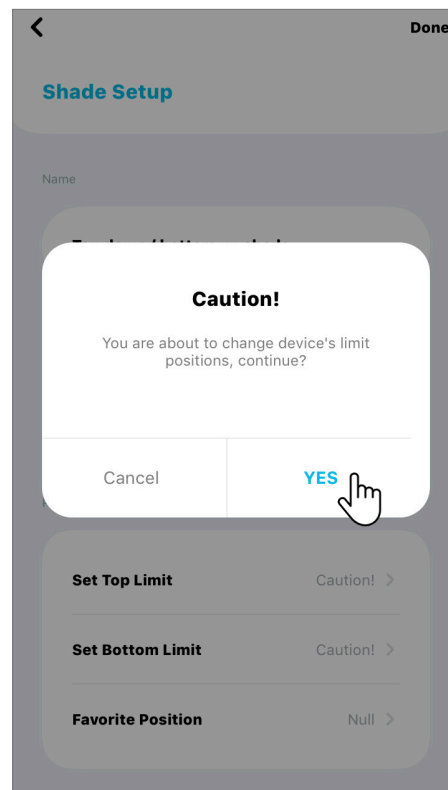 Done
Shade Setup
Name
Caution!
You are about to change device's limit
positions, continue?
Cancel
YES
Set Top Limit
Caution!
Set Bottom Limit
Caution!
Favorite Position
Null